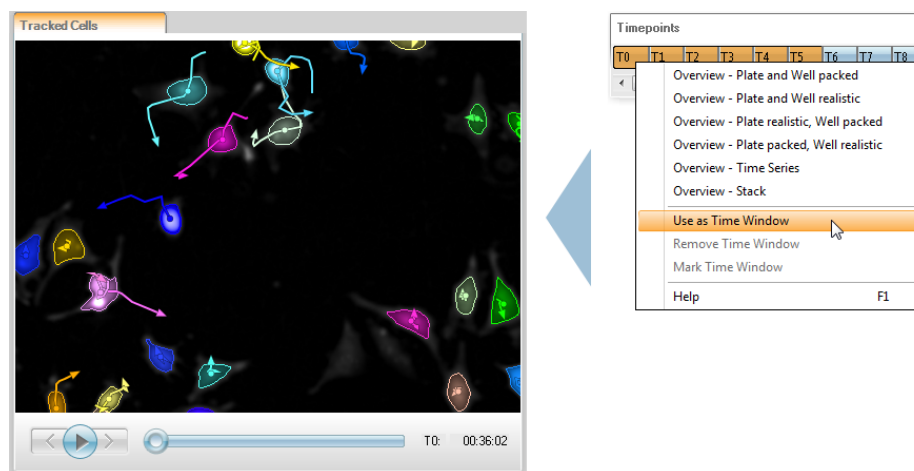 Tracked Cells
T0: 00:36:02
Timepoints
T0 T1 T2 T3 T4 T5 T6 T7 T8
Overview - Plate and Well packed
Overview - Plate and Well realistic
Overview - Plate realistic, Well packed
Overview - Plate packed, Well realistic
Overview - Time Series
Overview - Stack
Use as Time Window
Remove Time Window
Mark Time Window
Help F1